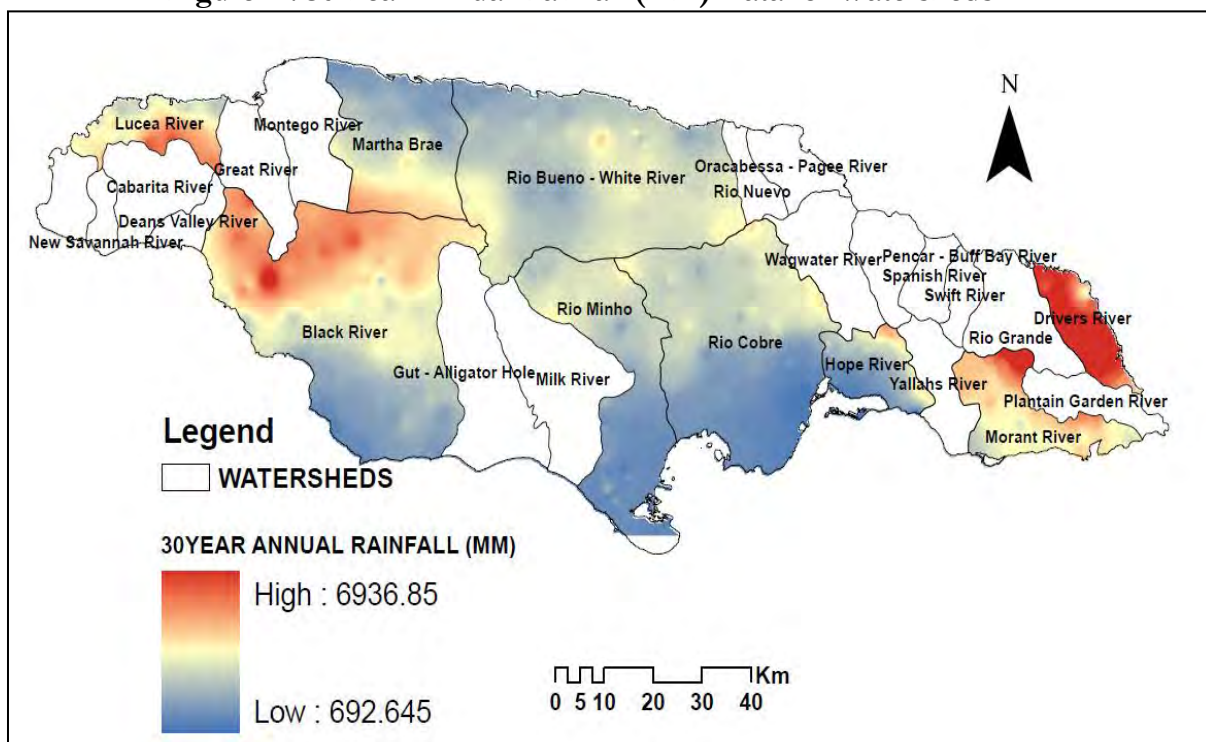 N
Lucea River
Montego River
Martha Brae
Great River
Cabarita River
Deans Valley River
New Savannah River
Rio Bueno - White River
Oracabessa - Pagee River
Rio Nuevo
Wagwater River
Pencar - Buff Bay River
Spanish River
Swift River
Drivers River
Rio Grande
Black River
Rio Minho
Rio Cobre
Hope River
Yallahs River
Gut - Alligator Hole
Milk River
Plantain Garden River
Morant River
Legend
WATERSHEDS
30YEAR ANNUAL RAINFALL (MM)
High : 6936.85
Low : 692.645
Km
0 5 10 20 30 40